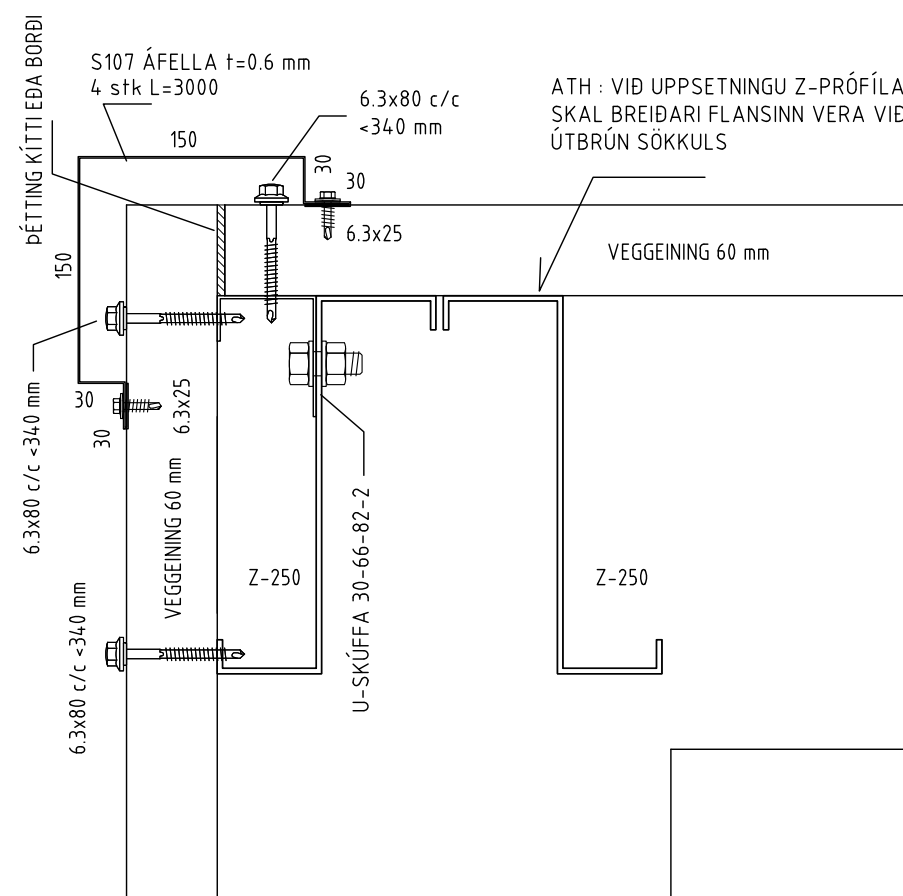 ÞÉTTING KÍTTI EÐA BORÐI
S107 ÁFELLA t=0.6 mm
4 stk L=3000
6.3x80 c/c
<340 mm
ATH : VIÐ UPPSETNINGU Z-PRÓFÍLA
SKAL BREIÐARI FLANSINN VERA VIÐ
ÚTBRÚN SÖKKULS
150
30
30
6.3x25
VEGGEINING 60 mm
150
30
30
6.3x25
6.3x80 c/c <340 mm
VEGGEINING 60 mm
U-SKÚFFA 30-66-82-2
Z-250
Z-250
6.3x80 c/c <340 mm